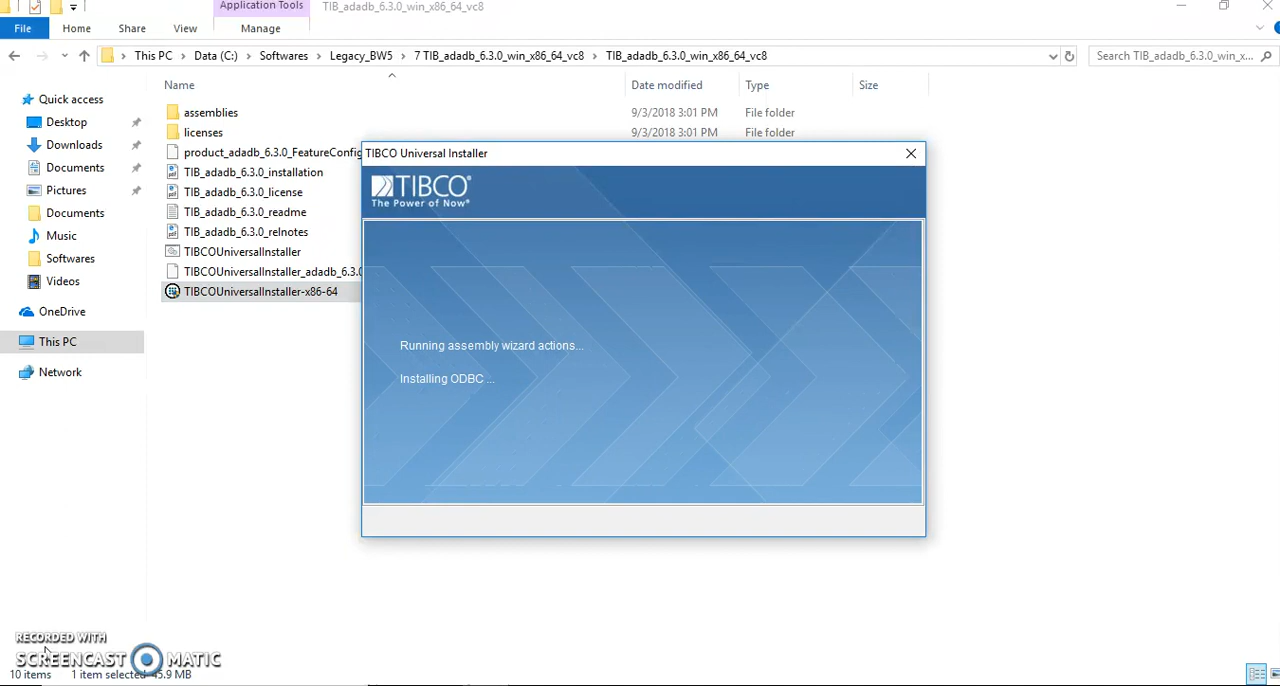 Application Tools
TIB_adadb_6.3.0_win_x86_64_vc8
File
Home
Share
View
Manage
This PC
Data (C:)
Softwares
Legacy_BW5
7 TIB_adadb_6.3.0_win_x86_64_vc8
TIB_adadb_6.3.0_win_x86_64_vc8
Search TIB_adadb_6.3.0_win_x...
Name
Date modified
Type
Size
Quick access
Desktop
Downloads
Documents
Pictures
Documents
Music
Softwares
Videos
OneDrive
This PC
Network
assemblies
9/3/2018 3:01 PM
File folder
licenses
9/3/2018 3:01 PM
File folder
product_adadb_6.3.0_FeatureConfig
TIB_adadb_6.3.0_installation
TIB_adadb_6.3.0_license
TIB_adadb_6.3.0_readme
TIB_adadb_6.3.0_relnotes
TIBCOUniversalInstaller
TIBCOUniversalInstaller_adadb_6.3.0
TIBCOUniversalInstaller-x86-64
TIBCO Universal Installer
TIBCO®
The Power of Now®
Running assembly wizard actions...
Installing ODBC ...
RECORDED WITH
SCREENCAST MATIC
10 items
1 item selected 45.9 MB